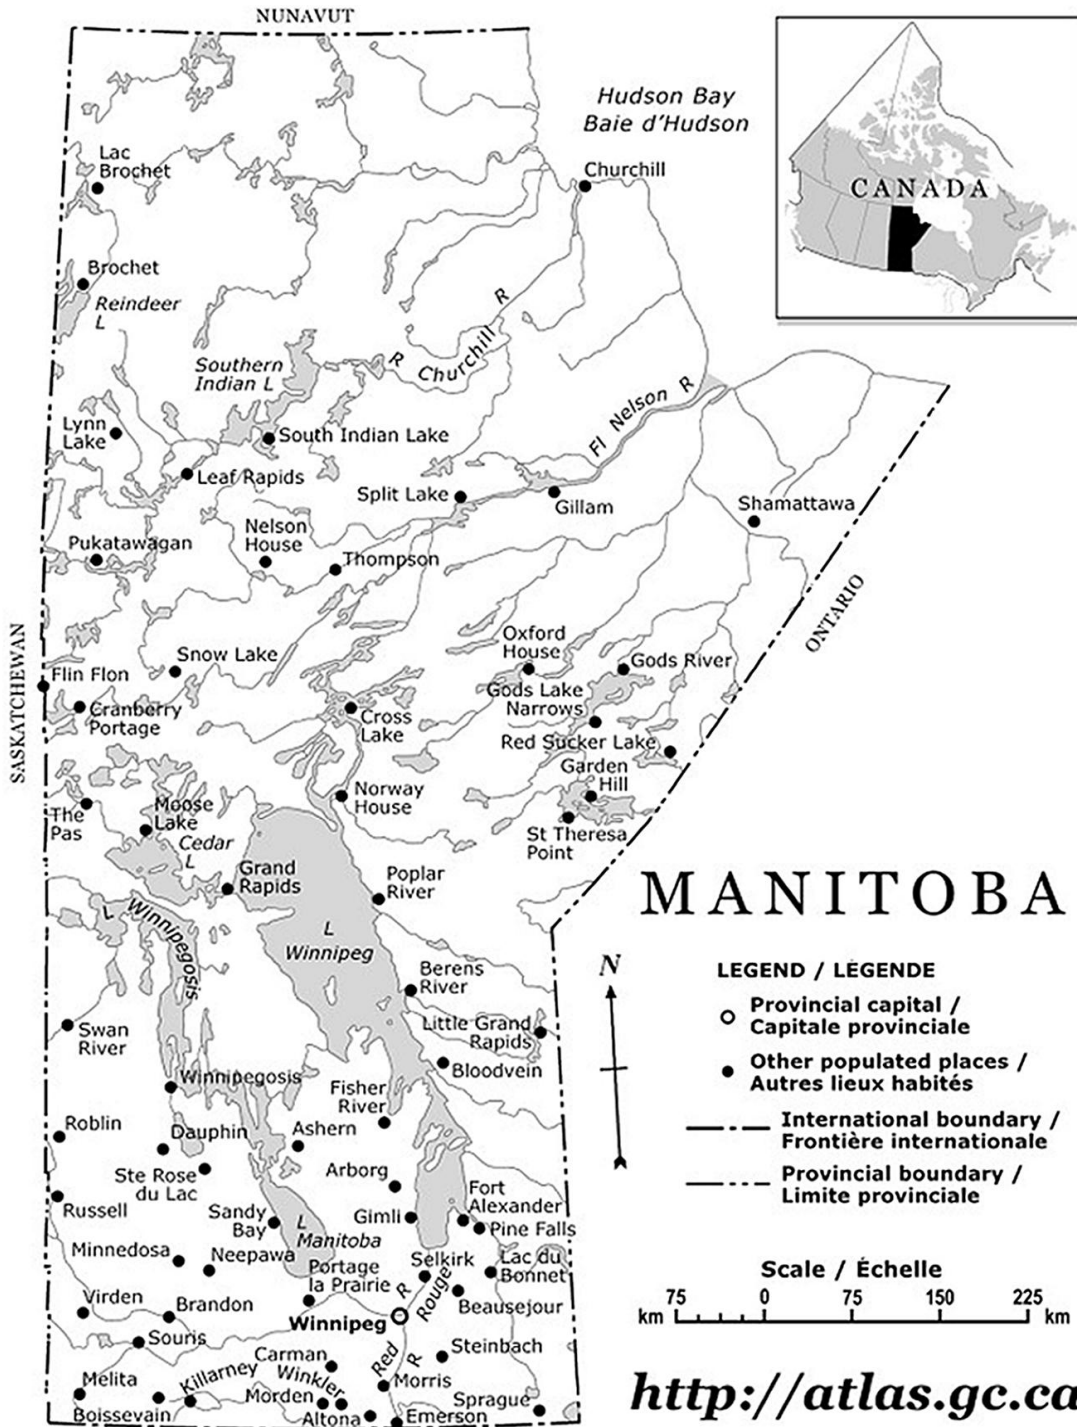 NUNAVUT
Hudson Bay
Baie d'Hudson
CANADA
Lac
Brochet
Churchill
Brochet
Reindeer
L
R Churchill R
Southern
Indian L
Fl Nelson R
Lynn
Lake
South Indian Lake
Leaf Rapids
Split Lake
Gillam
Shamattawa
Nelson
House
Pukatawagan
Thompson
ONTARIO
SASKATCHEWAN
Oxford
House
Snow Lake
Gods River
Flin Flon
Gods Lake
Narrows
Cranberry
Portage
Cross
Lake
Red Sucker Lake
Garden
Hill
Norway
House
The
Pas
Moose
Lake
St Theresa
Point
Cedar
L
Grand
Rapids
Poplar
River
MANITOBA
L Winnipegosis
L
Winnipeg
N
LEGEND / LÉGENDE
Provincial capital /
Capitale provinciale
Other populated places /
Autres lieux habités
International boundary /
Frontière internationale
Provincial boundary /
Limite provinciale
Berens
River
Swan
River
Little Grand
Rapids
Bloodvein
Winnipegosis
Fisher
River
Roblin
Dauphin
Ashern
Ste Rose
du Lac
Arborg
Fort
Alexander
Russell
Sandy
Bay
L
Manitoba
Gimli
Pine Falls
Minnedosa
Neepawa
Portage
la Prairie
Selkirk
Lac du
Bonnet
R Rouge
Beausejour
Virden
Brandon
Winnipeg
Souris
Red R
Steinbach
Carman
Melita
Killarney
Winkler
Morden
Morris
Sprague
Boissevain
Altona
Emerson
Scale / Échelle
75 0 75 150 225
km km
http://atlas.gc.ca